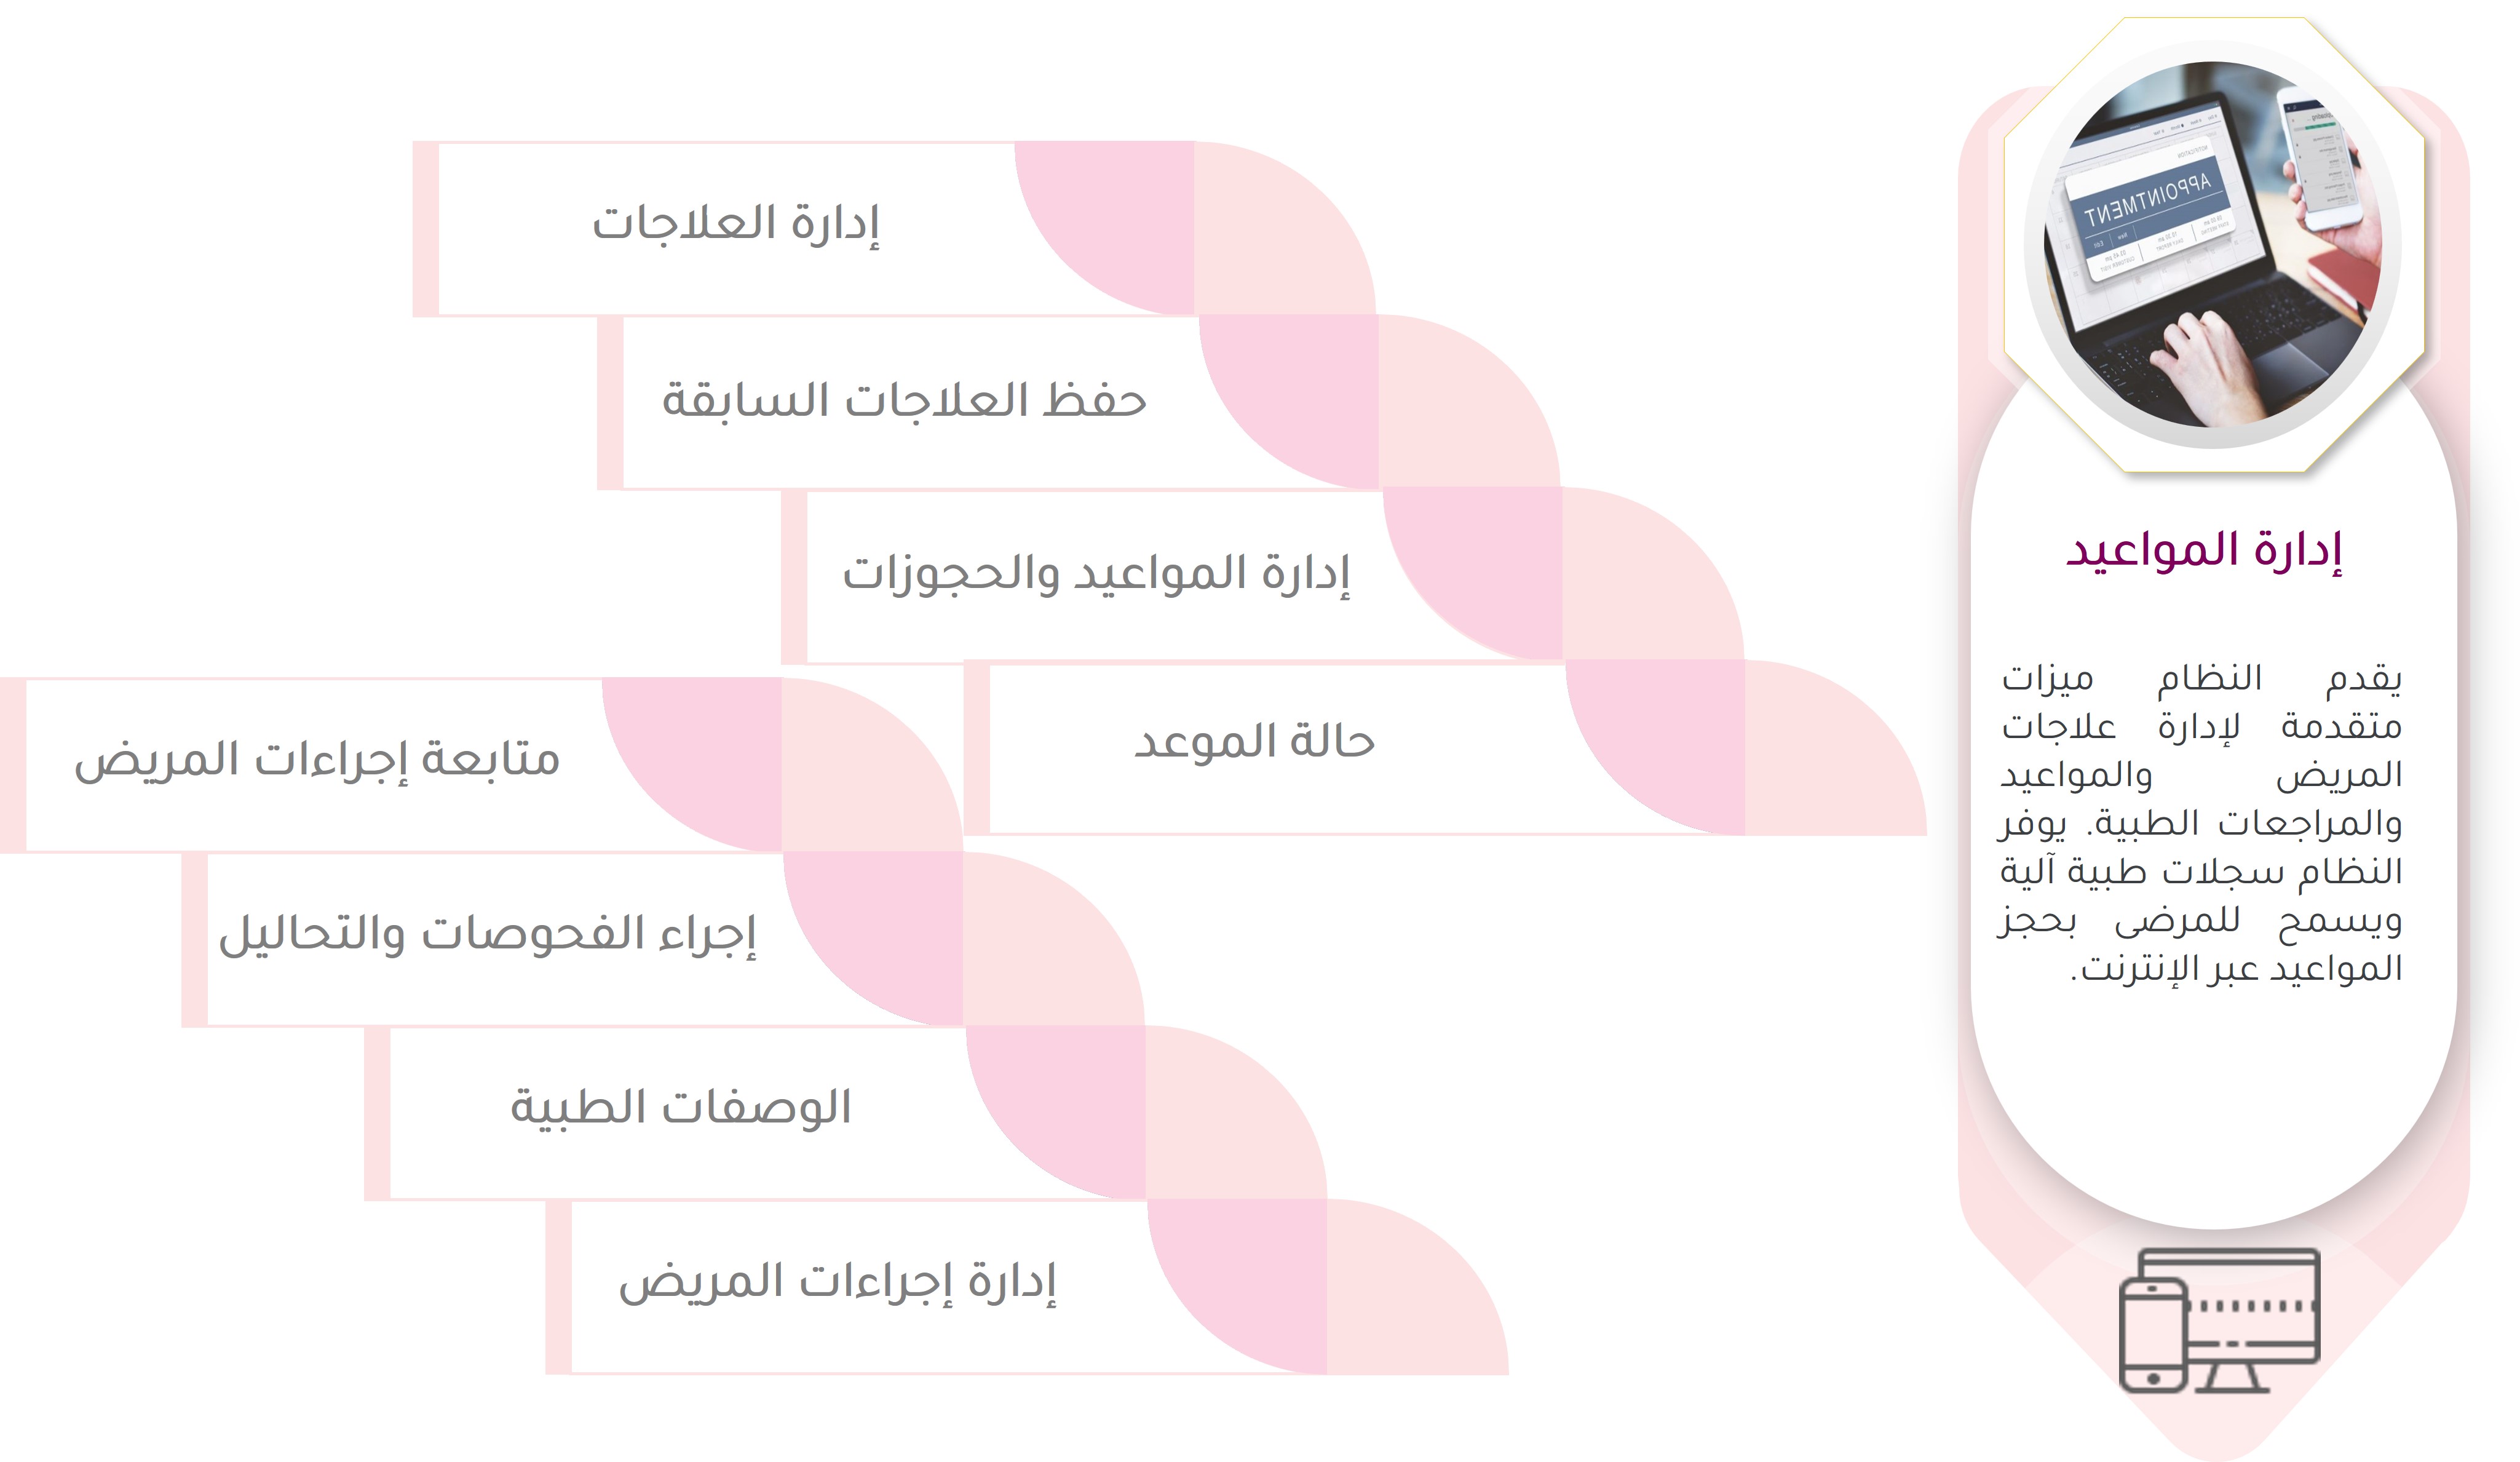 إدارة المواعيد
يقدم النظام ميزات
متقدمة لإدارة علاجات
المريض والمواعيد
والمراجعات الطبية. يوفر
النظام سجلات طبية آلية
ويسمح للمرضى بحجز
المواعيد عبر الإنترنت.
إدارة العلاجات
حفظ العلاجات السابقة
إدارة المواعيد والحجوزات
حالة الموعد
متابعة إجراءات المريض
إجراء الفحوصات والتحاليل
الوصفات الطبية
إدارة إجراءات المريض
APPOINTMENT